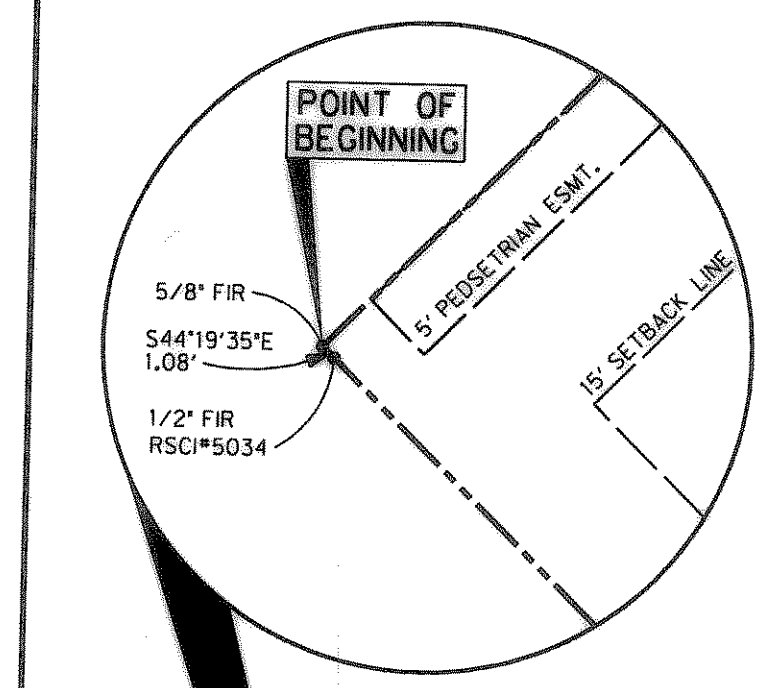 POINT OF
BEGINNING
5/8" FIR
S44°19'35"E
1.08'
1/2" FIR
RSCI#5034
5' PEDSETRIAN ESMT.
15' SETBACK LINE